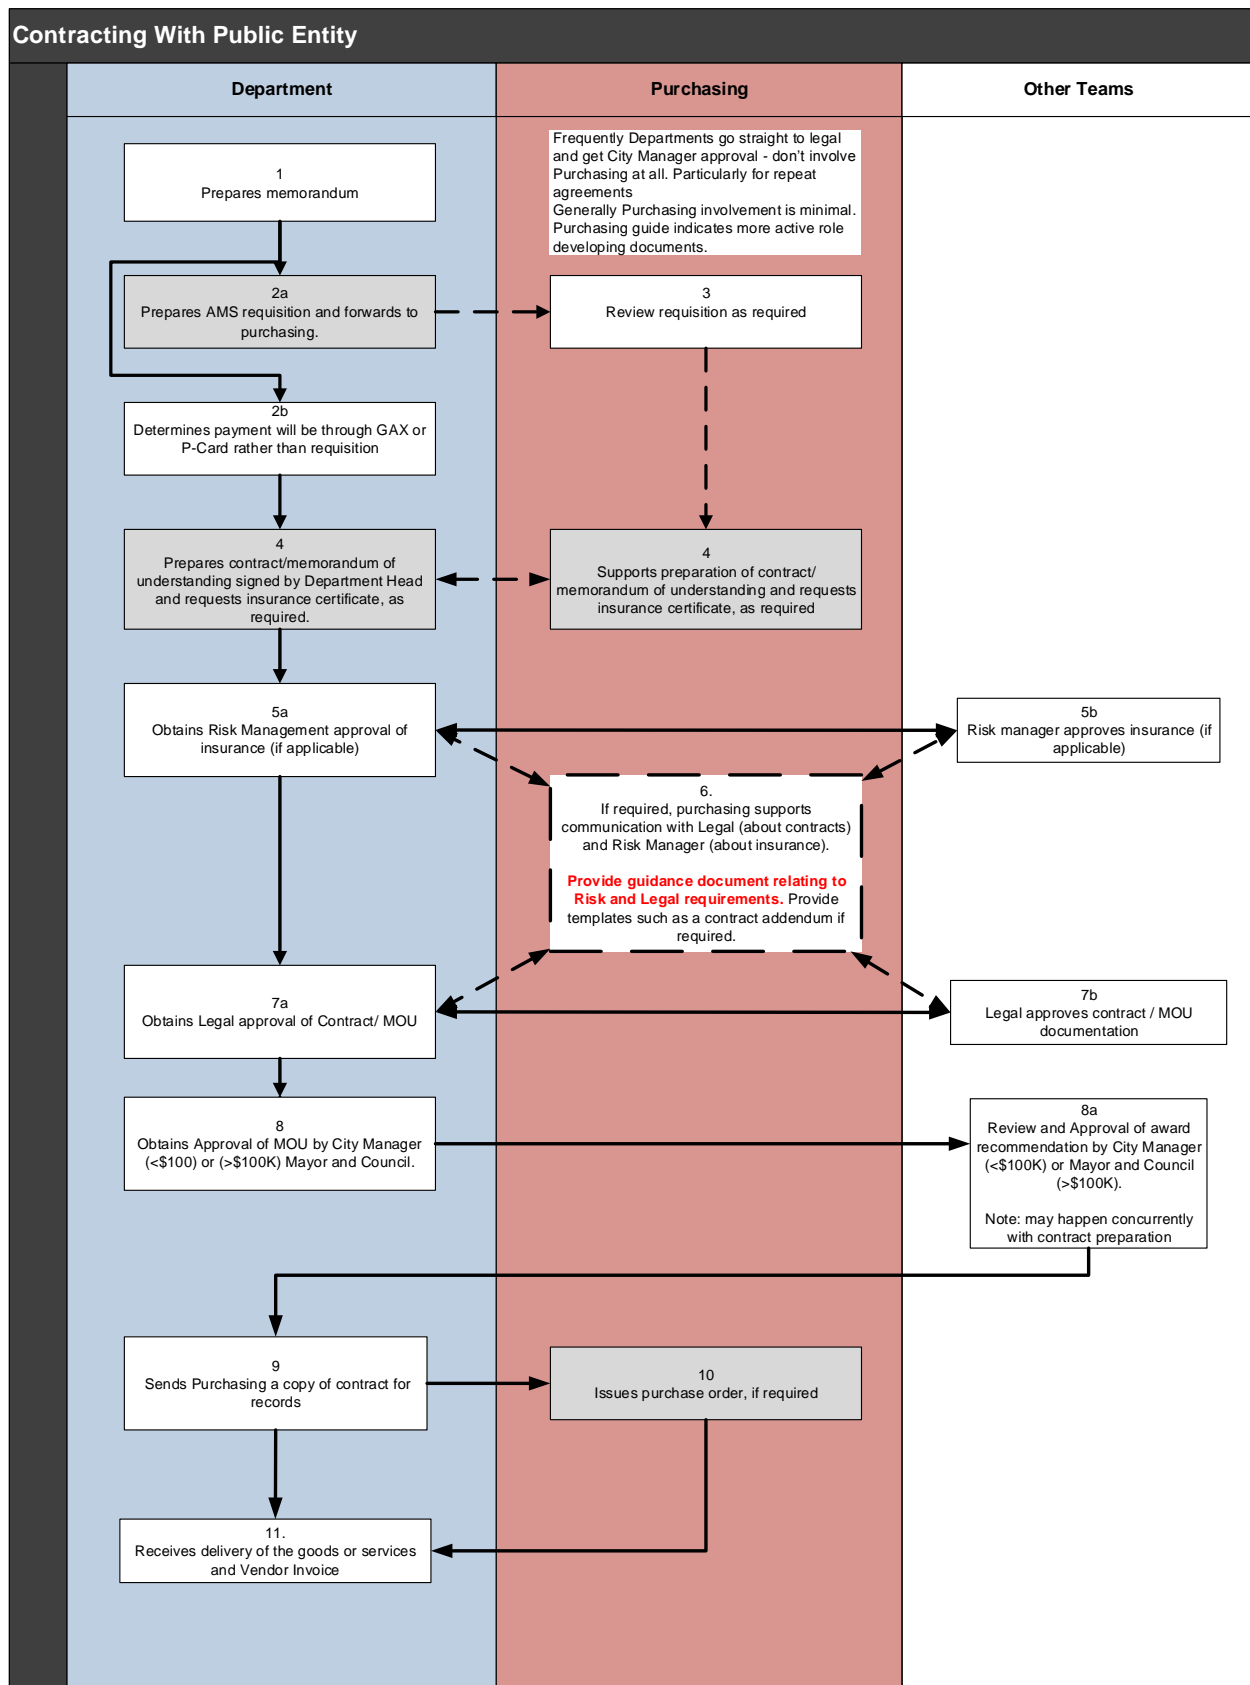 Contracting With Public Entity
Department
Purchasing
Other Teams
1
Prepares memorandum
Frequently Departments go straight to legal
and get City Manager approval - don't involve
Purchasing at all. Particularly for repeat
agreements
Generally Purchasing involvement is minimal.
Purchasing guide indicates more active role
developing documents.
2a
Prepares AMS requisition and forwards to
purchasing.
3
Review requisition as required
2b
Determines payment will be through GAX or
P-Card rather than requisition
4
Prepares contract/memorandum of
understanding signed by Department Head
and requests insurance certificate, as
required.
4
Supports preparation of contract/
memorandum of understanding and requests
insurance certificate, as required
5a
Obtains Risk Management approval of
insurance (if applicable)
5b
Risk manager approves insurance (if
applicable)
6.
If required, purchasing supports
communication with Legal (about contracts)
and Risk Manager (about insurance).
Provide guidance document relating to
Risk and Legal requirements. Provide
templates such as a contract addendum if
required.
7a
Obtains Legal approval of Contract/ MOU
7b
Legal approves contract / MOU
documentation
8
Obtains Approval of MOU by City Manager
(<$100) or (>$100K) Mayor and Council.
8a
Review and Approval of award
recommendation by City Manager
(<$100K) or Mayor and Council
(>$100K).
Note: may happen concurrently
with contract preparation
9
Sends Purchasing a copy of contract for
records
10
Issues purchase order, if required
11.
Receives delivery of the goods or services
and Vendor Invoice